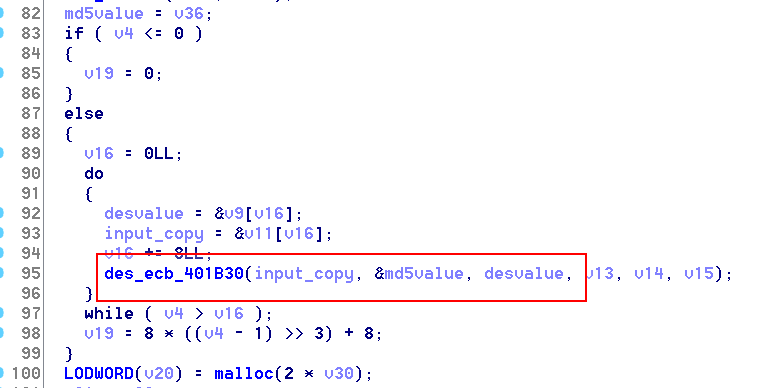 82 md5value = v36;
83 if ( v4 <= 0 )
84 {
85 v19 = 0;
86 }
87 else
88 {
89 v16 = 0LL;
90 do
91 {
92 desvalue = &v9[v16];
93 input_copy = &v11[v16];
94 v16 += 8LL;
95 des_ecb_401B30(input_copy, &md5value, desvalue, v13, v14, v15);
96 }
97 while ( v4 > v16 );
98 v19 = 8 * ((v4 - 1) >> 3) + 8;
99 }
100 LODWORD(v20) = malloc(2 * v30);